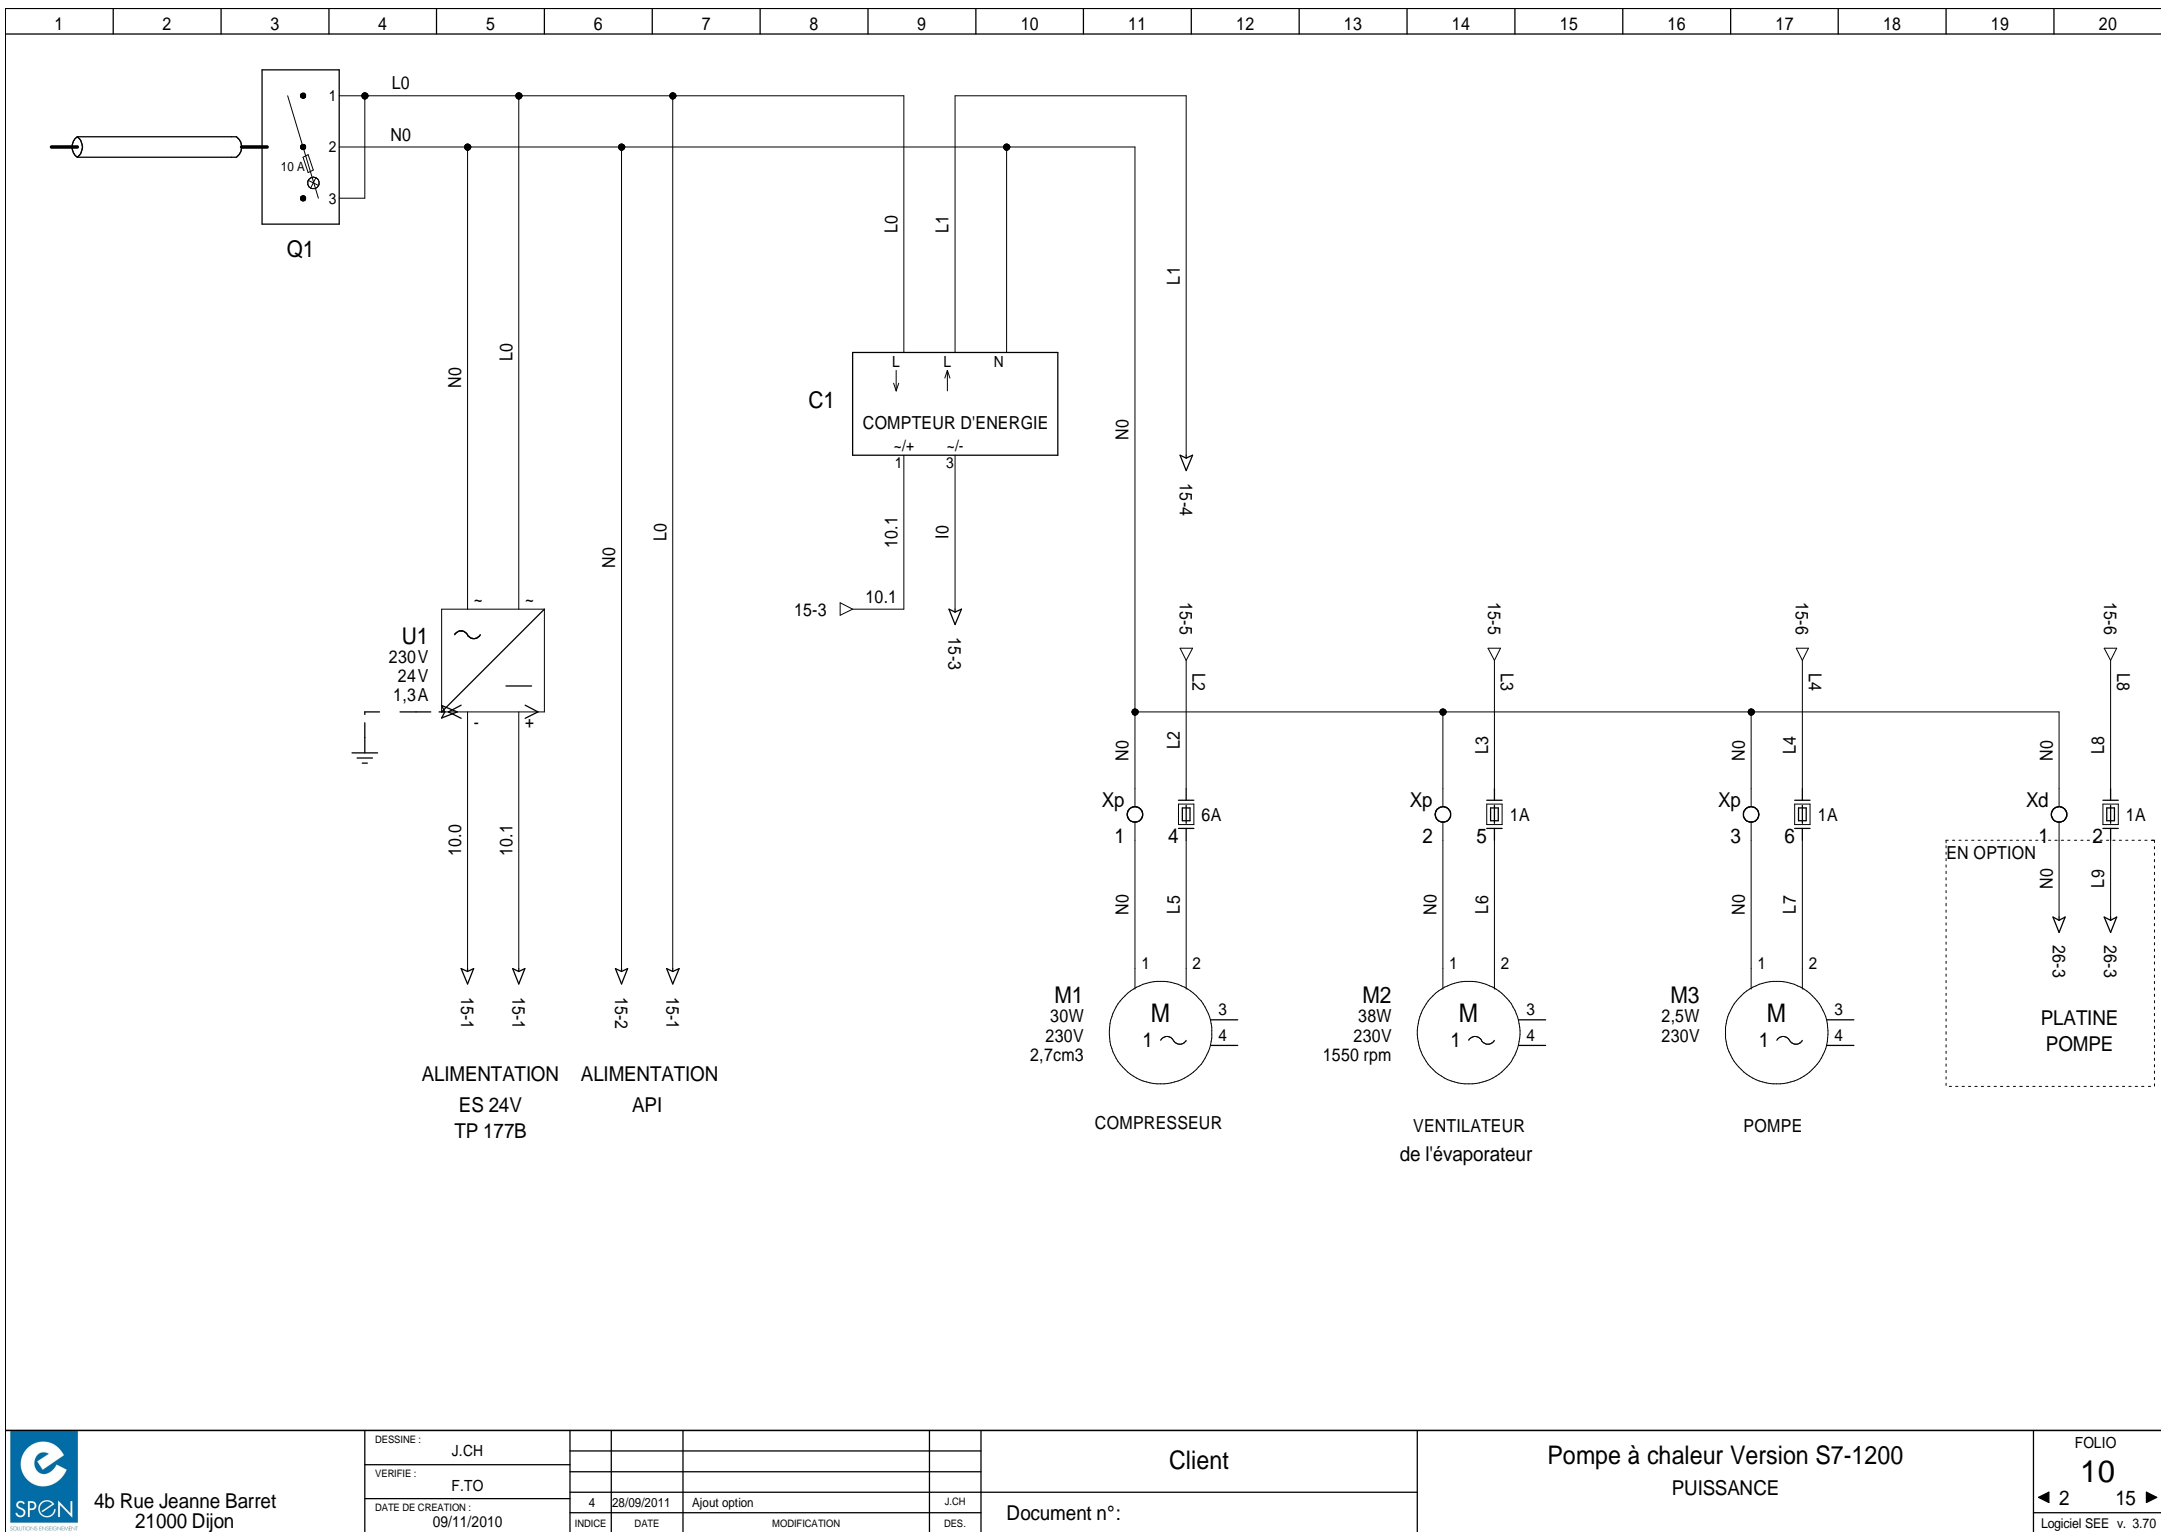 1 2 3 4 5 6 7 8 9 10 11 12 13 14 15 16 17 18 19 20
L0
1
N0
2
10 A
3
Q1
L0
L1
L1
N0
L0
L L N
C1
COMPTEUR D'ENERGIE
~/+ ~/-
1 3
N0
15-4
N0
L0
10.1
I0
15-3
10.1
15-3
~ ~
U1
230V
24V
1,3A
- +
15-5
15-5
15-6
15-6
L2
L3
L4
L8
N0
L2
L3
N0
L4
N0
L8
Xp
6A
1 4
Xp
1A
2 5
Xp
1A
3 6
Xd
1A
1 2
EN OPTION
10.0
10.1
N0
L5
N0
L6
N0
L7
N0
L9
26-3
26-3
1 2
1 2
1 2
15-1
15-1
15-2
15-1
M1
30W
230V
2,7cm3
M
1
3
4
M2
38W
230V
1550 rpm
M
1
3
4
M3
2,5W
230V
M
1
3
4
PLATINE
POMPE
ALIMENTATION
ES 24V
TP 177B
ALIMENTATION
API
COMPRESSEUR
VENTILATEUR
de l'évaporateur
POMPE
e
SPEN
SOLUTIONS ENSEIGNEMENT
4b Rue Jeanne Barret
21000 Dijon
DESSINE :
J.CH
VERIFIE :
F.TO
DATE DE CREATION :
09/11/2010
4 28/09/2011 Ajout option J.CH
INDICE DATE MODIFICATION DES.
Client
Document n°:
Pompe à chaleur Version S7-1200
PUISSANCE
FOLIO
10
2 15
Logiciel SEE v. 3.70